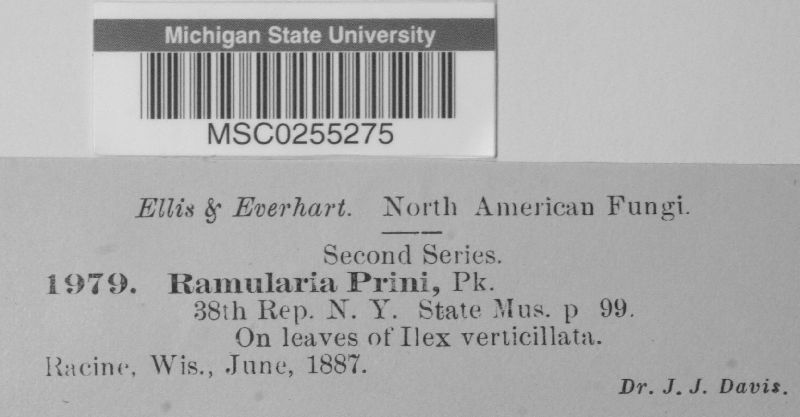 Michigan State University
MSC0255275
Ellis & Everhart. North American Fungi.
Second Series.
1979. Ramularia Prini, Pk.
38th Rep. N. Y. State Mus. p 99.
On leaves of Ilex verticillata.
Racine, Wis., June, 1887.
Dr. J. J. Davis.